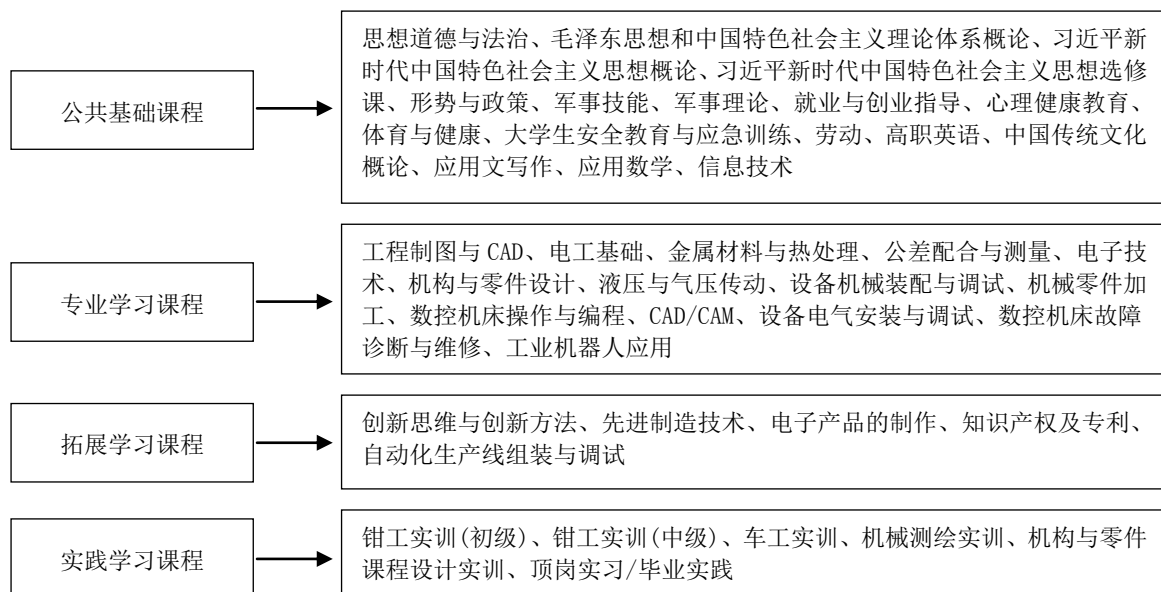 公共基础课程
思想道德与法治、毛泽东思想和中国特色社会主义理论体系概论、习近平新
时代中国特色社会主义思想概论、习近平新时代中国特色社会主义思想选修
课、形势与政策、军事技能、军事理论、就业与创业指导、心理健康教育、
体育与健康、大学生安全教育与应急训练、劳动、高职英语、中国传统文化
概论、应用文写作、应用数学、信息技术
专业学习课程
工程制图与 CAD、电工基础、金属材料与热处理、公差配合与测量、电子技
术、机构与零件设计、液压与气压传动、设备机械装配与调试、机械零件加
工、数控机床操作与编程、CAD/CAM、设备电气安装与调试、数控机床故障
诊断与维修、工业机器人应用
拓展学习课程
创新思维与创新方法、先进制造技术、电子产品的制作、知识产权及专利、
自动化生产线组装与调试
实践学习课程
钳工实训(初级)、钳工实训(中级)、车工实训、机械测绘实训、机构与零件
课程设计实训、顶岗实习/毕业实践